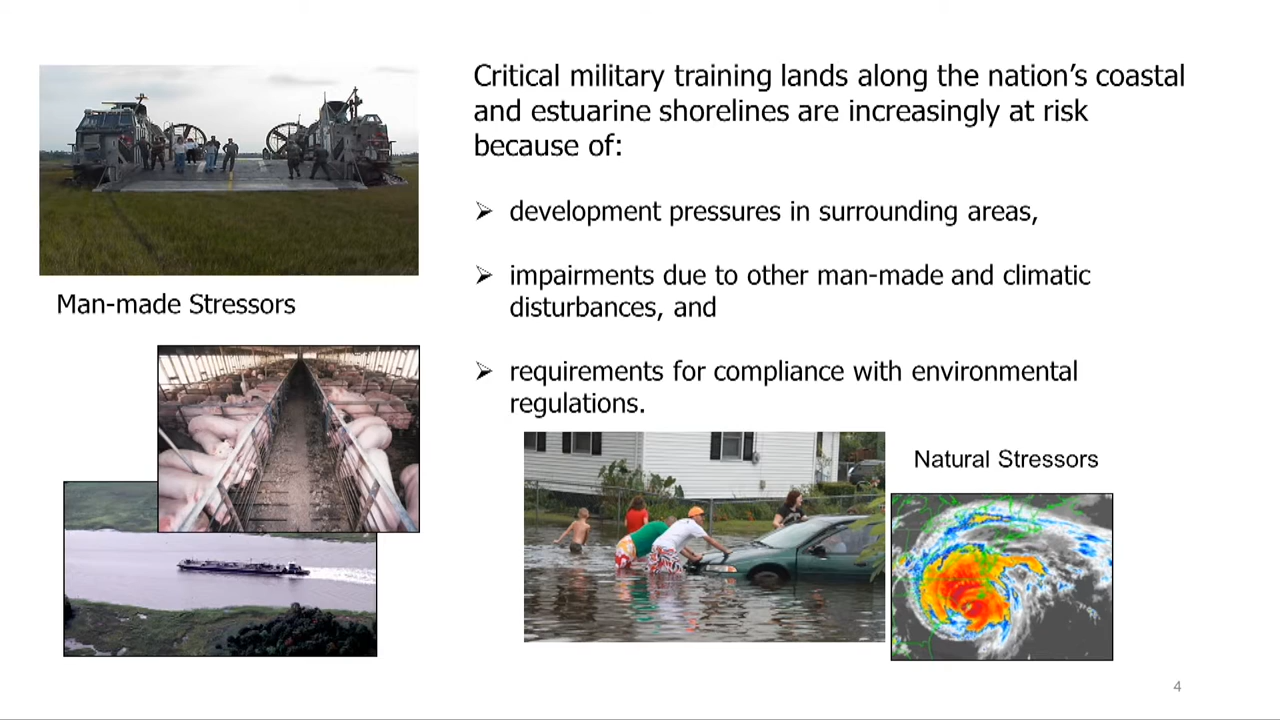 Critical military training lands along the nation’s coastal
and estuarine shorelines are increasingly at risk
because of:
➢ development pressures in surrounding areas,
➢ impairments due to other man-made and climatic
disturbances, and
➢ requirements for compliance with environmental
regulations.
Man-made Stressors
Natural Stressors
4